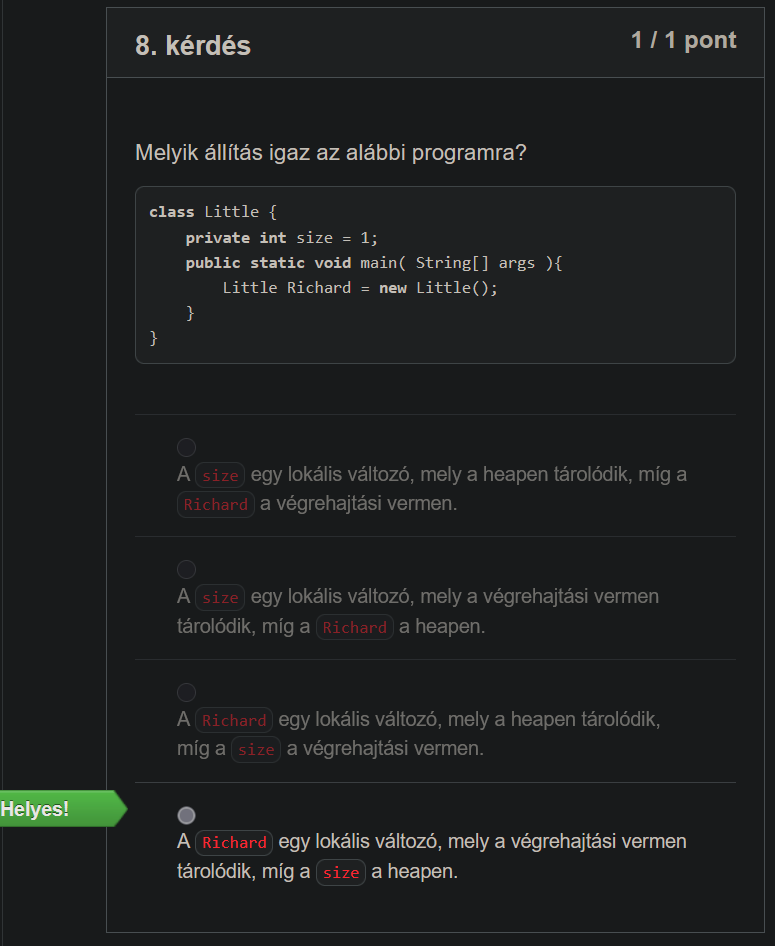 8. kérdés
1 / 1 pont
Melyik állítás igaz az alábbi programra?
class Little {
    private int size = 1;
    public static void main( String[] args ){
        Little Richard = new Little();
    }
}
A size egy lokális változó, mely a heapen tárolódik, míg a
Richard a végrehajtási vermen.
A size egy lokális változó, mely a végrehajtási vermen
tárolódik, míg a Richard a heapen.
A Richard egy lokális változó, mely a heapen tárolódik,
míg a size a végrehajtási vermen.
Helyes!
A Richard egy lokális változó, mely a végrehajtási vermen
tárolódik, míg a size a heapen.